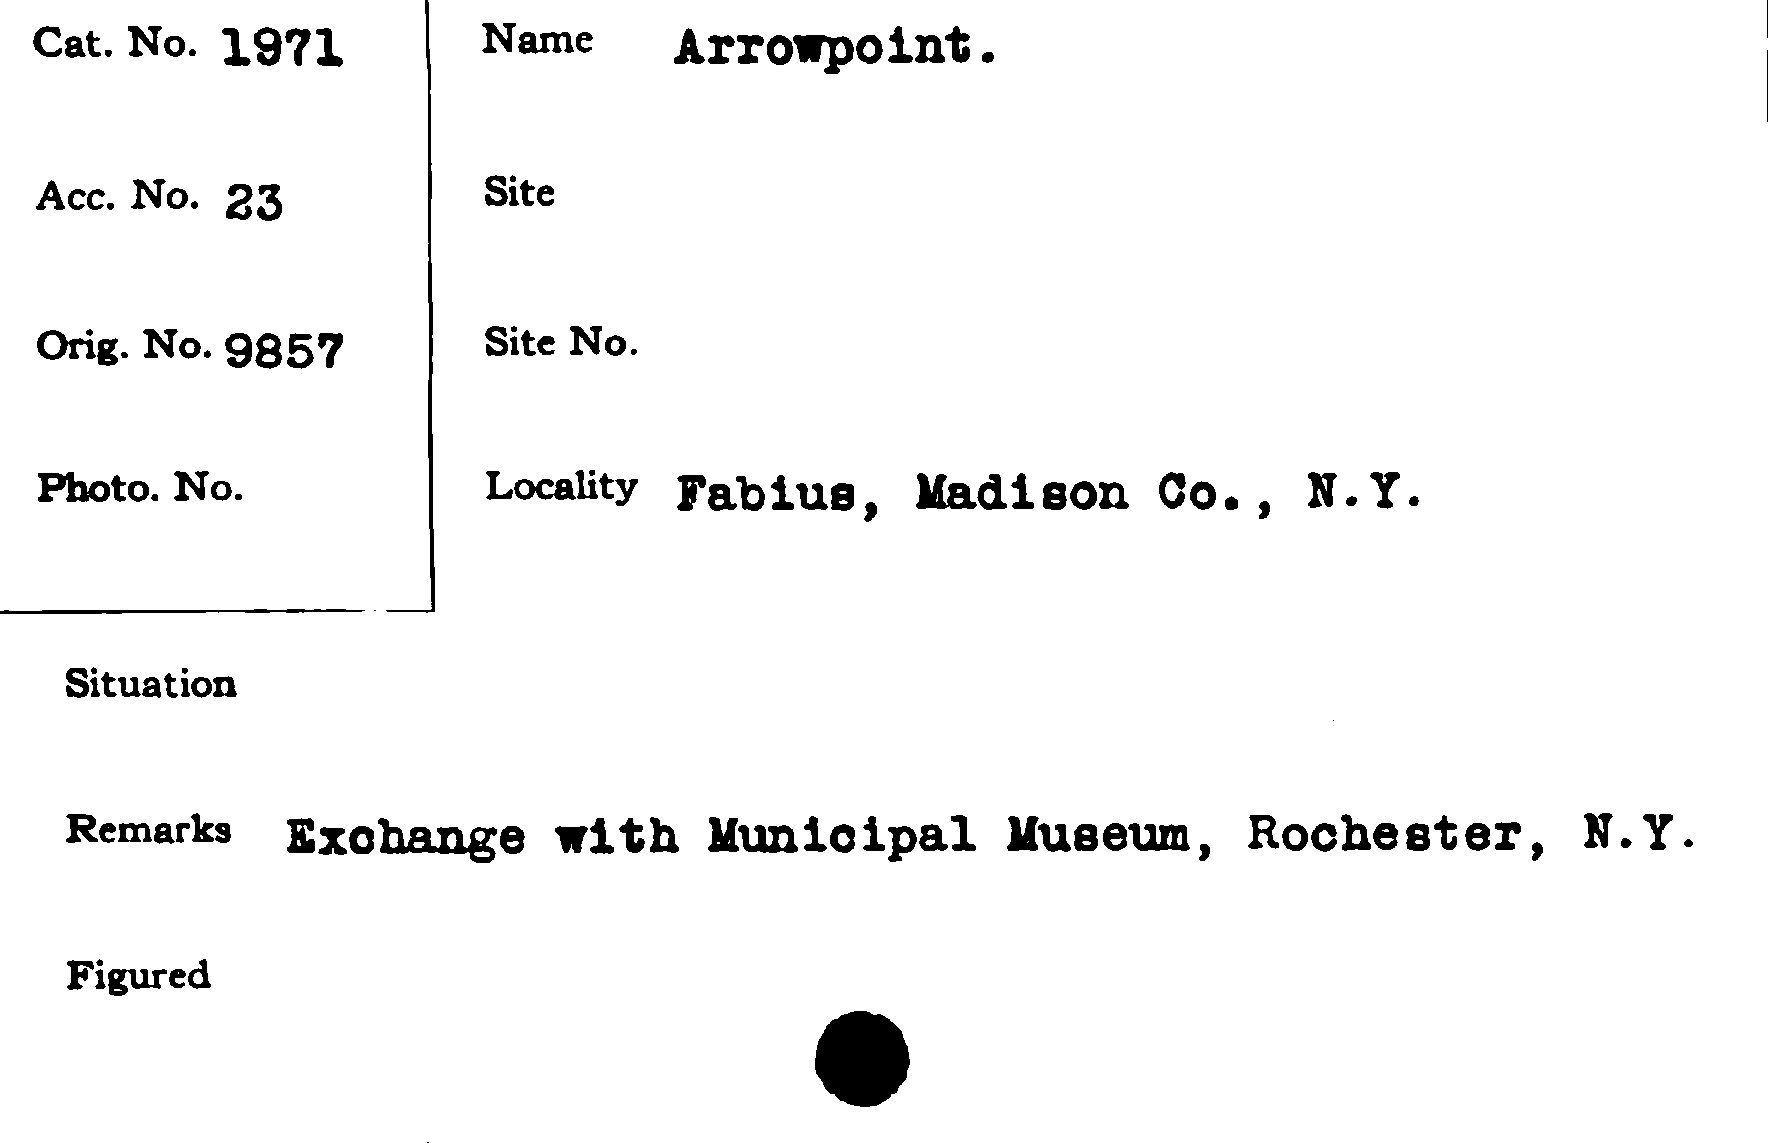 Cat. No. 1971
Name Arrowpoint.
Acc. No. 23
Site
Orig. No. 9857
Site No.
Photo. No.
Locality Fabius, Madison Co., N.Y.
Situation
Remarks Exchange with Municipal Museum, Rochester, N.Y.
Figured